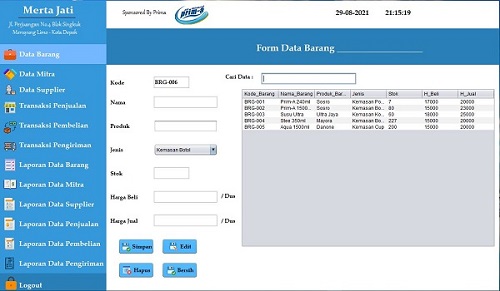 Merta Jati
Jl. Perjuangan No.4 Blok Singkuk
Marunyung Lima - Kota Depok
Sponsored By Prima
29-08-2021 21:15:19
Form Data Barang
Data Barang
Data Mitra
Data Supplier
Transaksi Penjualan
Transaksi Pembelian
Transaksi Pengiriman
Laporan Data Barang
Laporan Data Mitra
Laporan Data Supplier
Laporan Data Penjualan
Laporan Data Pembelian
Laporan Data Pengiriman
Logout
Kode BRG-006
Nama
Produk
Jenis Kemasan Botol
Stok
Harga Beli / Dus
Harga Jual / Dus
Simpan Edit
Hapus Bersih
Cari Data :
Kode_Barang Nama_Barang Produk_Bar... Jenis Stok H_Beli H_Jual
BRG-001 Prim-A 240ml Sosro Kemasan Po... 7 17000 20000
BRG-002 Prim-A 1500... Sosro Kemasan Bo... 80 15000 23000
BRG-003 Susu Ultra Ultra Jaya Kemasan Ko... 60 18000 25000
BRG-004 Stee 350ml Mayora Kemasan Bo... 227 15000 20000
BRG-005 Aqua 1500ml Danone Kemasan Cup 200 15000 20000